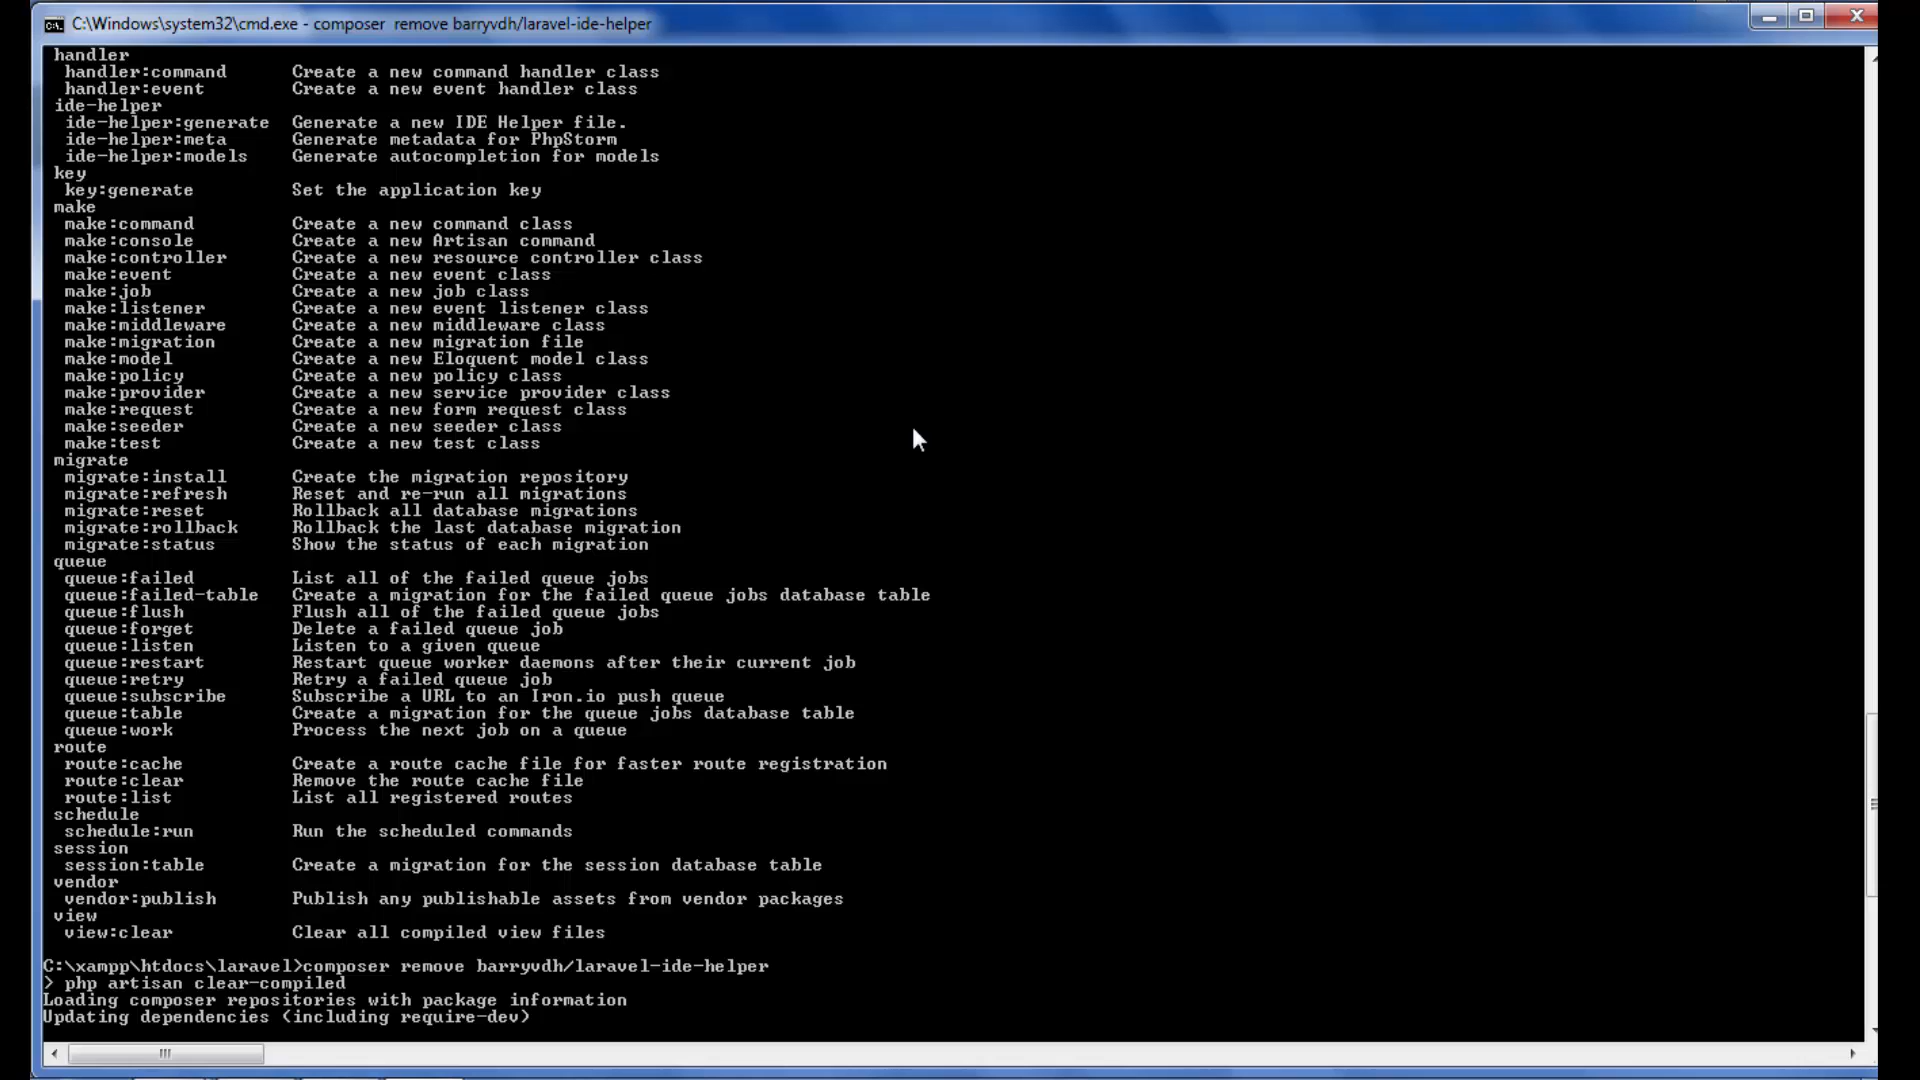 C:\Windows\system32\cmd.exe - composer  remove barryvdh/laravel-ide-helper
handler
handler:command      Create a new command handler class
handler:event        Create a new event handler class
ide-helper
ide-helper:generate  Generate a new IDE Helper file.
ide-helper:meta      Generate metadata for PhpStorm
ide-helper:models    Generate autocompletion for models
key
key:generate         Set the application key
make
make:command         Create a new command class
make:console         Create a new Artisan command
make:controller      Create a new resource controller class
make:event           Create a new event class
make:job             Create a new job class
make:listener        Create a new event listener class
make:middleware      Create a new middleware class
make:migration       Create a new migration file
make:model           Create a new Eloquent model class
make:policy          Create a new policy class
make:provider        Create a new service provider class
make:request         Create a new form request class
make:seeder          Create a new seeder class
make:test            Create a new test class
migrate
migrate:install      Create the migration repository
migrate:refresh      Reset and re-run all migrations
migrate:reset        Rollback all database migrations
migrate:rollback     Rollback the last database migration
migrate:status       Show the status of each migration
queue
queue:failed         List all of the failed queue jobs
queue:failed-table   Create a migration for the failed queue jobs database table
queue:flush          Flush all of the failed queue jobs
queue:forget         Delete a failed queue job
queue:listen         Listen to a given queue
queue:restart        Restart queue worker daemons after their current job
queue:retry          Retry a failed queue job
queue:subscribe      Subscribe a URL to an Iron.io push queue
queue:table          Create a migration for the queue jobs database table
queue:work           Process the next job on a queue
route
route:cache          Create a route cache file for faster route registration
route:clear          Remove the route cache file
route:list           List all registered routes
schedule
schedule:run         Run the scheduled commands
session
session:table        Create a migration for the session database table
vendor
vendor:publish       Publish any publishable assets from vendor packages
view
view:clear           Clear all compiled view files
C:\xampp\htdocs\laravel>composer remove barryvdh/laravel-ide-helper
> php artisan clear-compiled
Loading composer repositories with package information
Updating dependencies (including require-dev)